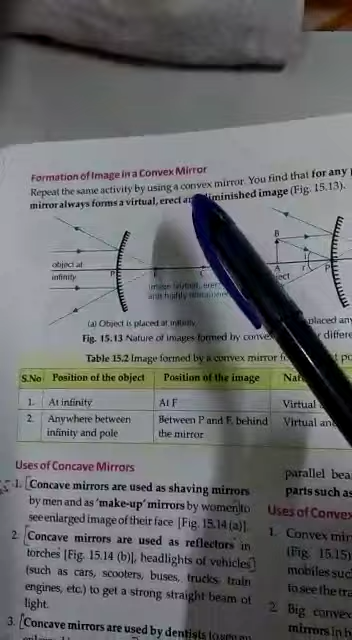 Formation of Image in a Convex Mirror
Repeat the same activity by using a convex mirror. You find that for any
mirror always forms a virtual, erect diminished image (Fig. 15.13).
object at
infinity
P
B
A
P
(a) Object is placed at infinity
placed any
Fig. 15.13 Nature of images formed by differe
Table 15.2 Image formed by a convex mirror
S.No Position of the object Position of the image
1. At infinity At F Virtual
2. Anywhere between infinity and pole Between P and F, behind the mirror Virtual an
Uses of Concave Mirrors
1. [Concave mirrors are used as shaving mirrors
by men and as 'make-up' mirrors by women]to
see enlarged image of their face [Fig. 15.14 (a)].
2. [Concave mirrors are used as reflectors in
torches [Fig. 15.14 (b)], headlights of vehicles]
(such as cars, scooters, buses, trucks, train
engines, etc.) to get a strong straight beam of
light.
3. [Concave mirrors are used by dentists to
parallel bea
parts such as
Uses of Convex
1. Convex mir
(Fig. 15.15)
mobiles suc
to see the tra
2. Big convex
mirrors in